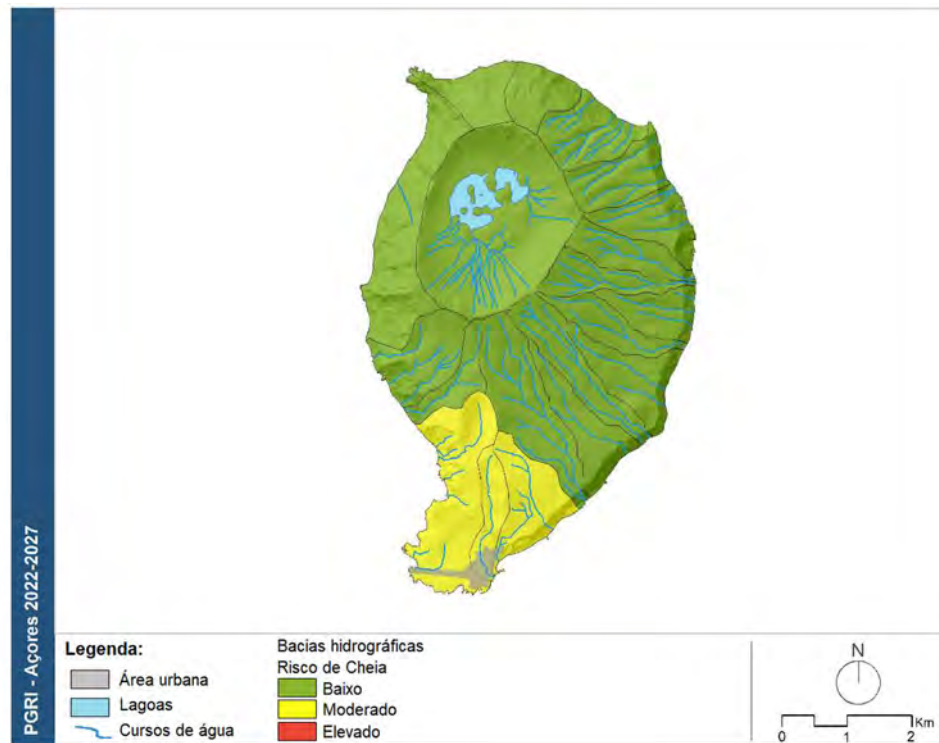 PGRI - Açores 2022-2027
Legenda:
Área urbana
Lagoas
Cursos de água
Bacias hidrográficas
Risco de Cheia
Baixo
Moderado
Elevado
N
Km
0 1 2